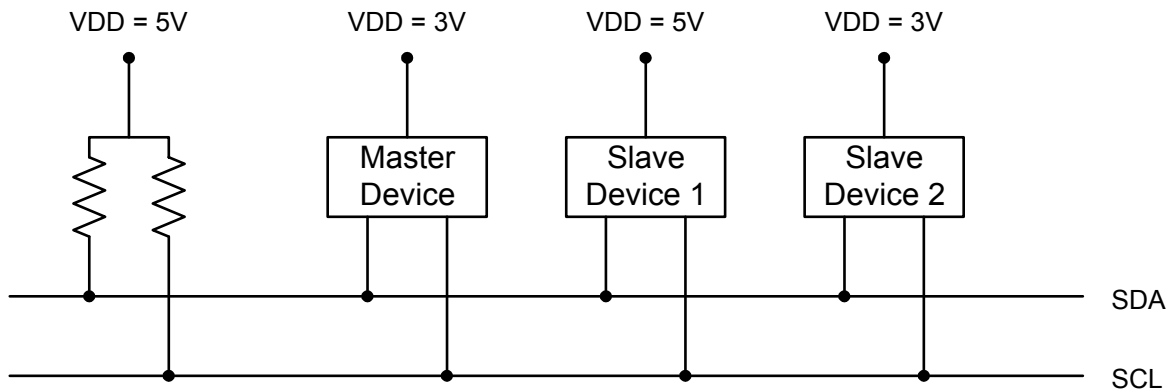 VDD = 5V
VDD = 3V
VDD = 5V
VDD = 3V
Master
Device
Slave
Device 1
Slave
Device 2
SDA
SCL